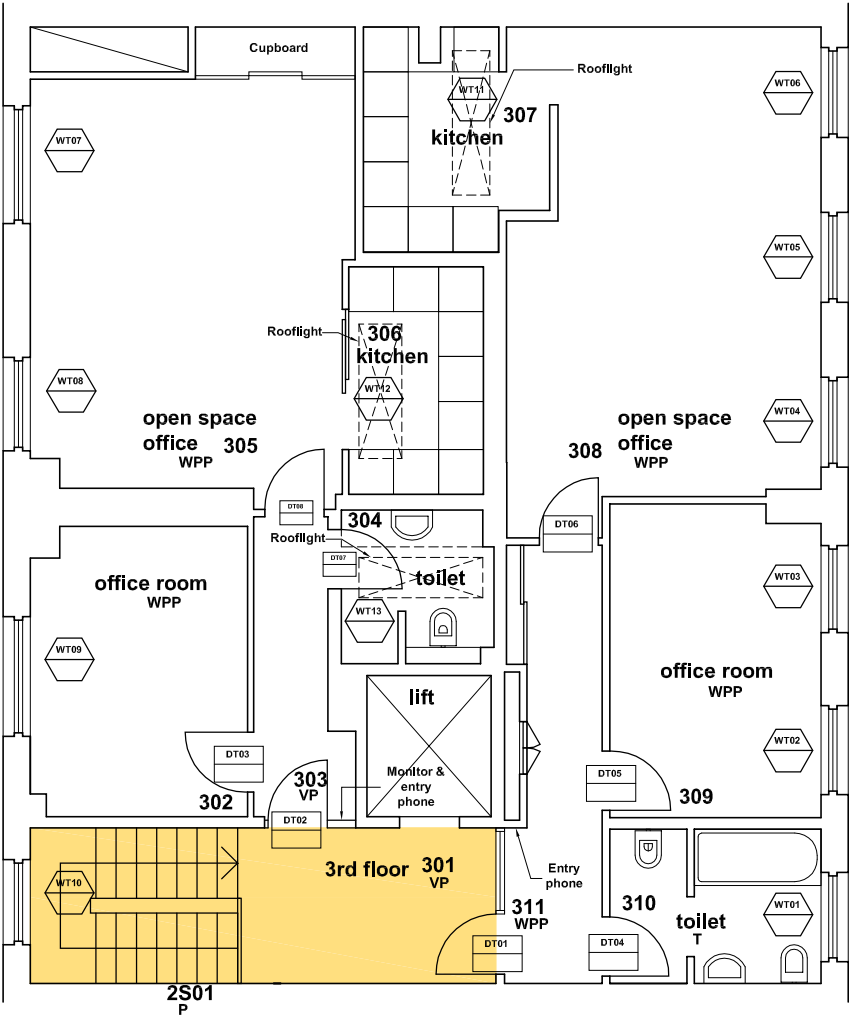 Cupboard
Rooflight
WT11
307
kitchen
WT06
WT07
WT05
Rooflight
306
kitchen
WT08
WT12
WT04
open space
office 305
WPP
open space
office
WPP
308
DT08
304
DT06
Rooflight
DT07
toilet
office room
WPP
WT03
WT13
WT09
office room
WPP
lift
DT03
WT02
Monitor &
entry
phone
303
VP
DT05
302
309
DT02
3rd floor 301
VP
Entry
phone
WT10
311
WPP
310
toilet
T
WT01
DT01
DT04
2S01
P